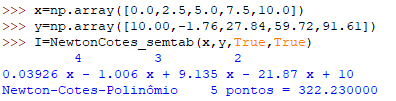 >>> x=np.array([0.0,2.5,5.0,7.5,10.0])
>>> y=np.array([10.00,-1.76,27.84,59.72,91.61])
>>> I=NewtonCotes_semtab(x,y,True,True)
4 3 2
0.03926 x - 1.006 x + 9.135 x - 21.87 x + 10
Newton-Cotes-Polinômio 5 pontos = 322.230000